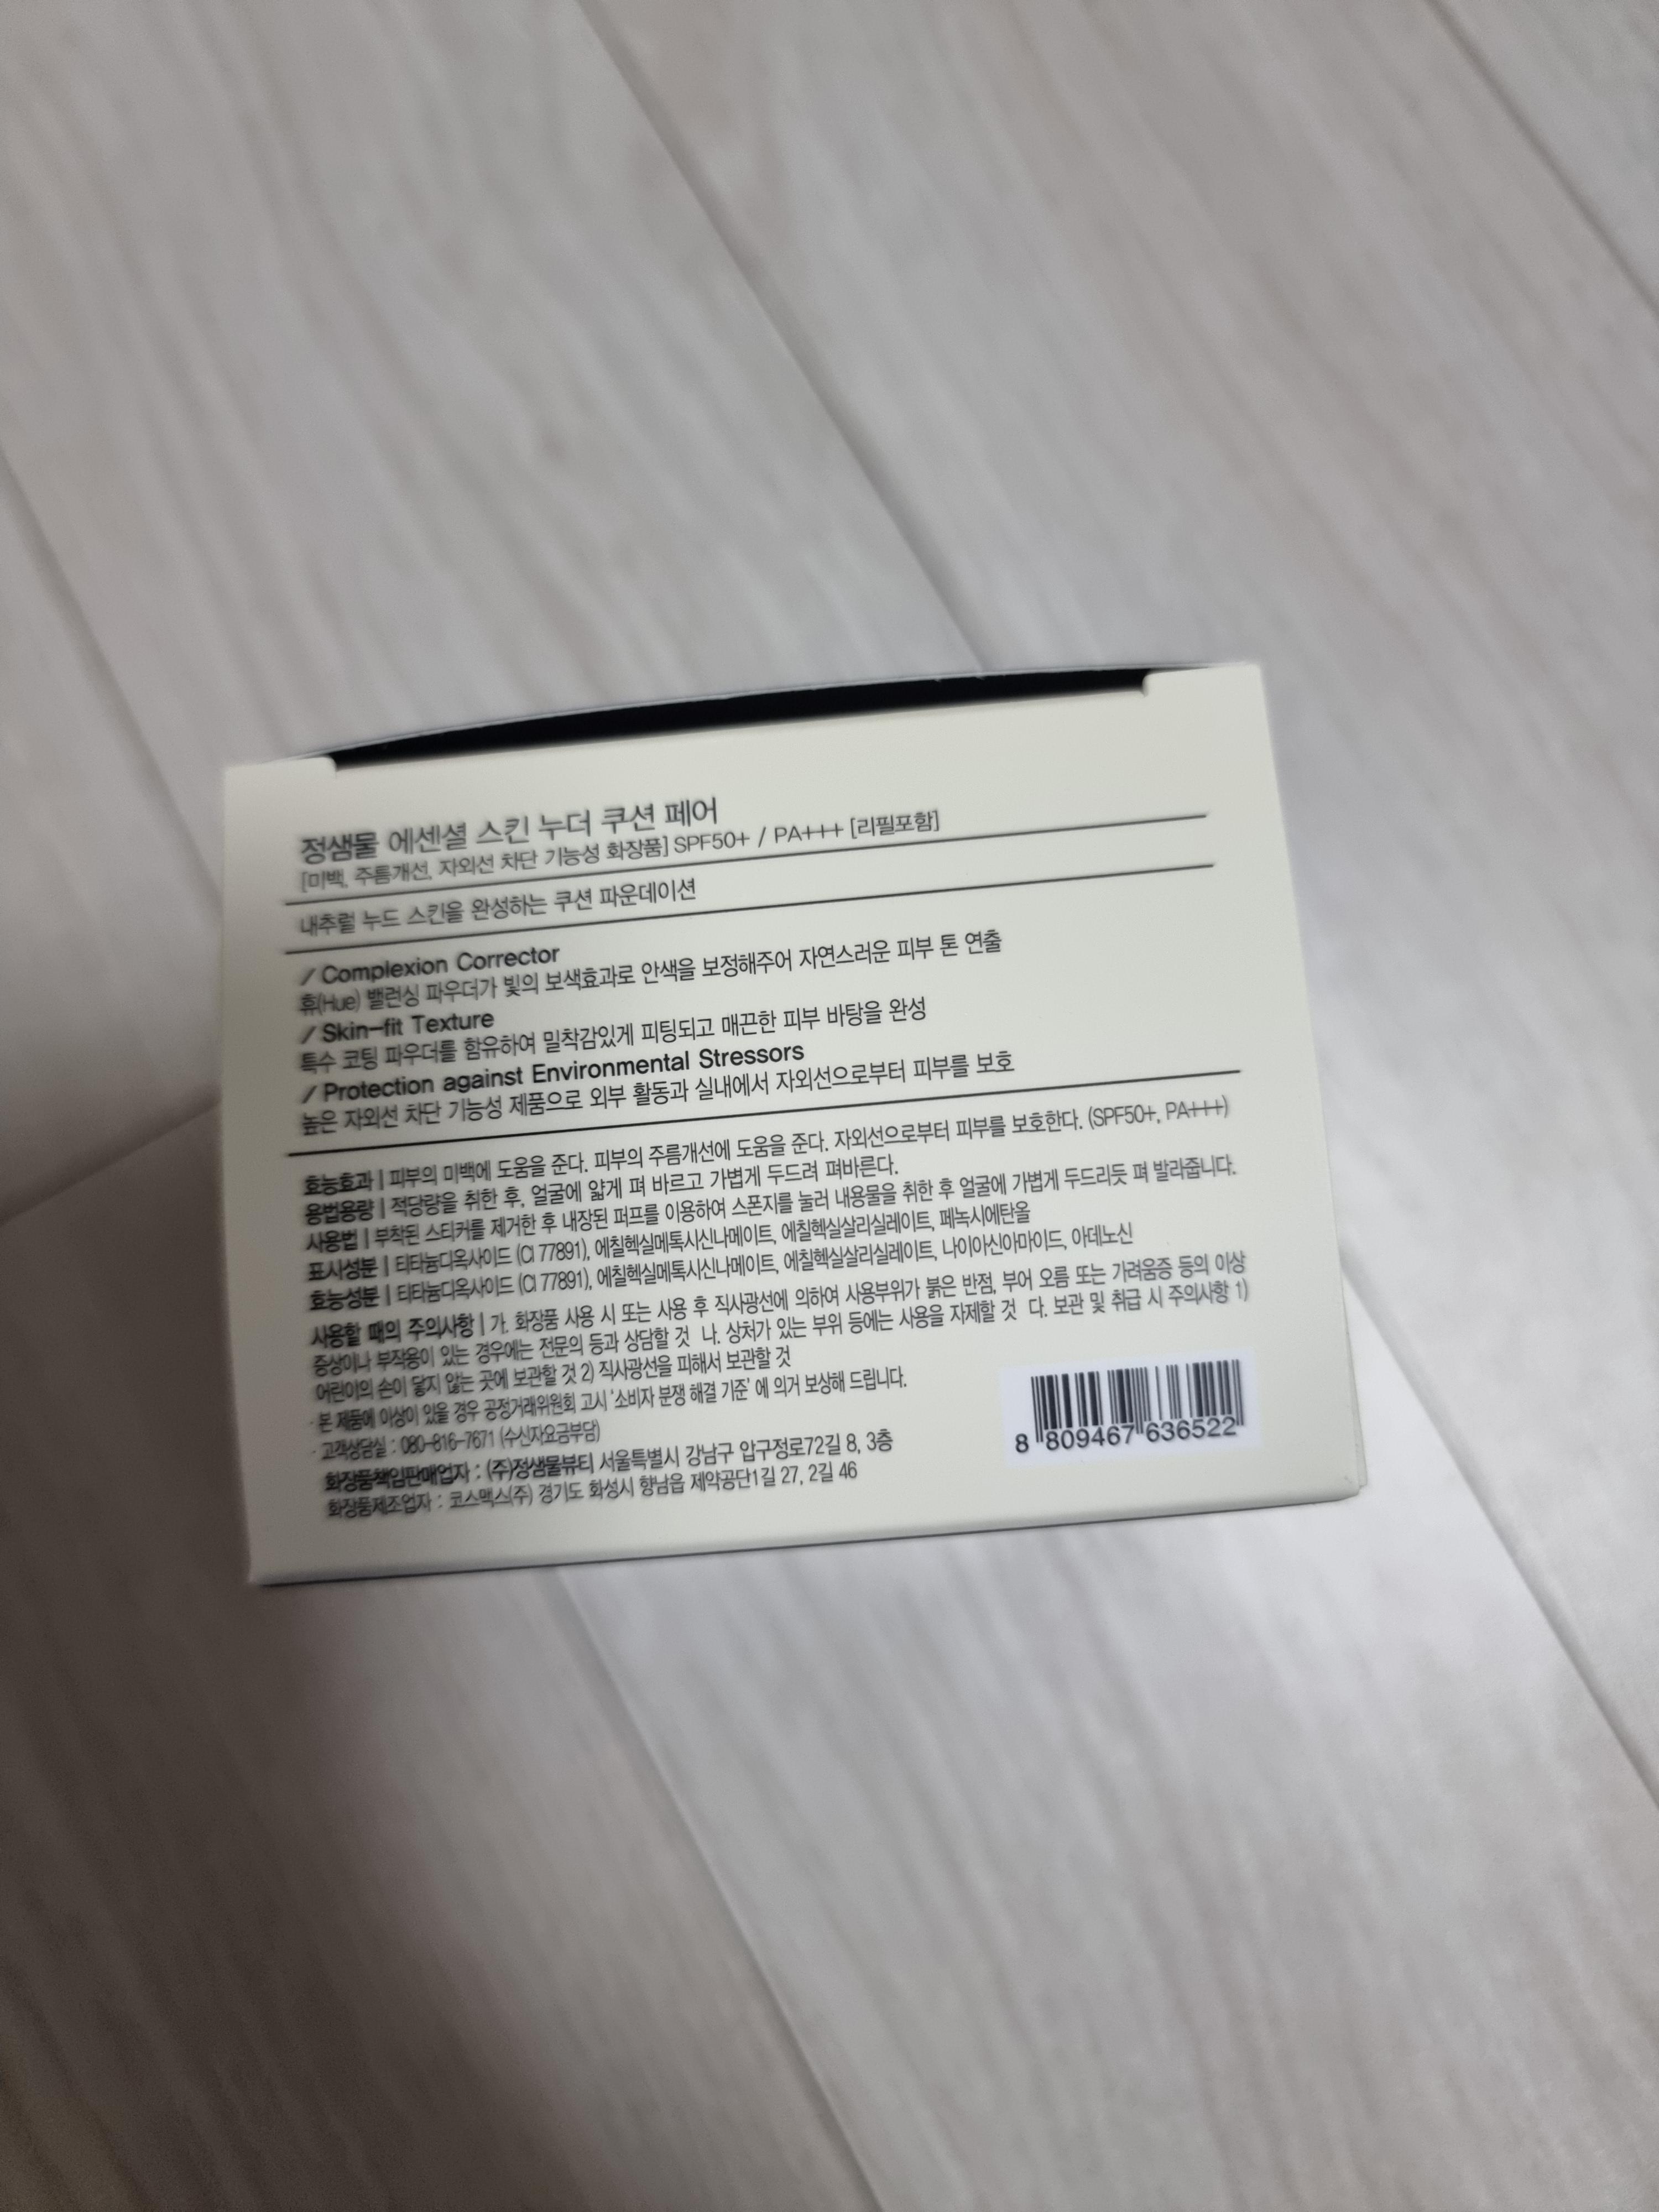 정샘물 에센셜 스킨 누더 쿠션 페어
[미백, 주름개선, 자외선 차단 기능성 화장품] SPF50+ / PA+++ [리필포함]
내추럴 누드 스킨을 완성하는 쿠션 파운데이션
/ Complexion Corrector
휴(Hue) 밸런싱 파우더가 빛의 보색효과로 안색을 보정해주어 자연스러운 피부 톤 연출
/ Skin-fit Texture
특수 코팅 파우더를 함유하여 밀착감있게 피팅되고 매끈한 피부 바탕을 완성
/ Protection against Environmental Stressors
높은 자외선 차단 기능성 제품으로 외부 활동과 실내에서 자외선으로부터 피부를 보호
효능효과 | 피부의 미백에 도움을 준다. 피부의 주름개선에 도움을 준다. 자외선으로부터 피부를 보호한다. (SPF50+, PA+++)
용법용량 | 적당량을 취한 후, 얼굴에 얇게 펴 바르고 가볍게 두드려 펴바른다.
사용법 | 부착된 스티커를 제거한 후 내장된 퍼프를 이용하여 스폰지를 눌러 내용물을 취한 후 얼굴에 가볍게 두드리듯 펴 발라줍니다.
표시성분 | 티타늄디옥사이드 (CI 77891), 에칠헥실메톡시신나메이트, 에칠헥실살리실레이트, 페녹시에탄올
효능성분 | 티타늄디옥사이드 (CI 77891), 에칠헥실메톡시신나메이트, 에칠헥실살리실레이트, 나이아신아마이드, 아데노신
사용할 때의 주의사항 | 가. 화장품 사용 시 또는 사용 후 직사광선에 의하여 사용부위가 붉은 반점, 부어 오름 또는 가려움증 등의 이상
증상이나 부작용이 있는 경우에는 전문의 등과 상담할 것 나. 상처가 있는 부위 등에는 사용을 자제할 것 다. 보관 및 취급 시 주의사항 1)
어린이의 손이 닿지 않는 곳에 보관할 것 2) 직사광선을 피해서 보관할 것
· 본 제품에 이상이 있을 경우 공정거래위원회 고시 '소비자 분쟁 해결 기준' 에 의거 보상해 드립니다.
· 고객상담실 : 080-816-7671 (수신자요금부담)
화장품책임판매업자 : (주)정샘물뷰티 서울특별시 강남구 압구정로72길 8, 3층
화장품제조업자 : 코스맥스(주) 경기도 화성시 향남읍 제약공단1길 27, 2길 46
8 809467 636522